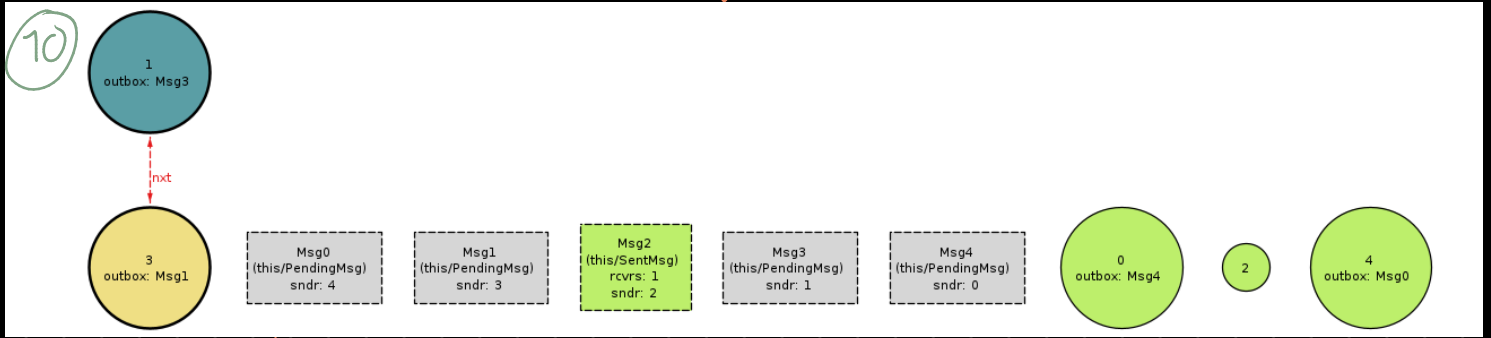 10
1
outbox: Msg3
nxt
3
outbox: Msg1
Msg0
(this/PendingMsg)
sndr: 4
Msg1
(this/PendingMsg)
sndr: 3
Msg2
(this/SentMsg)
rcvrs: 1
sndr: 2
Msg3
(this/PendingMsg)
sndr: 1
Msg4
(this/PendingMsg)
sndr: 0
0
outbox: Msg4
2
4
outbox: Msg0